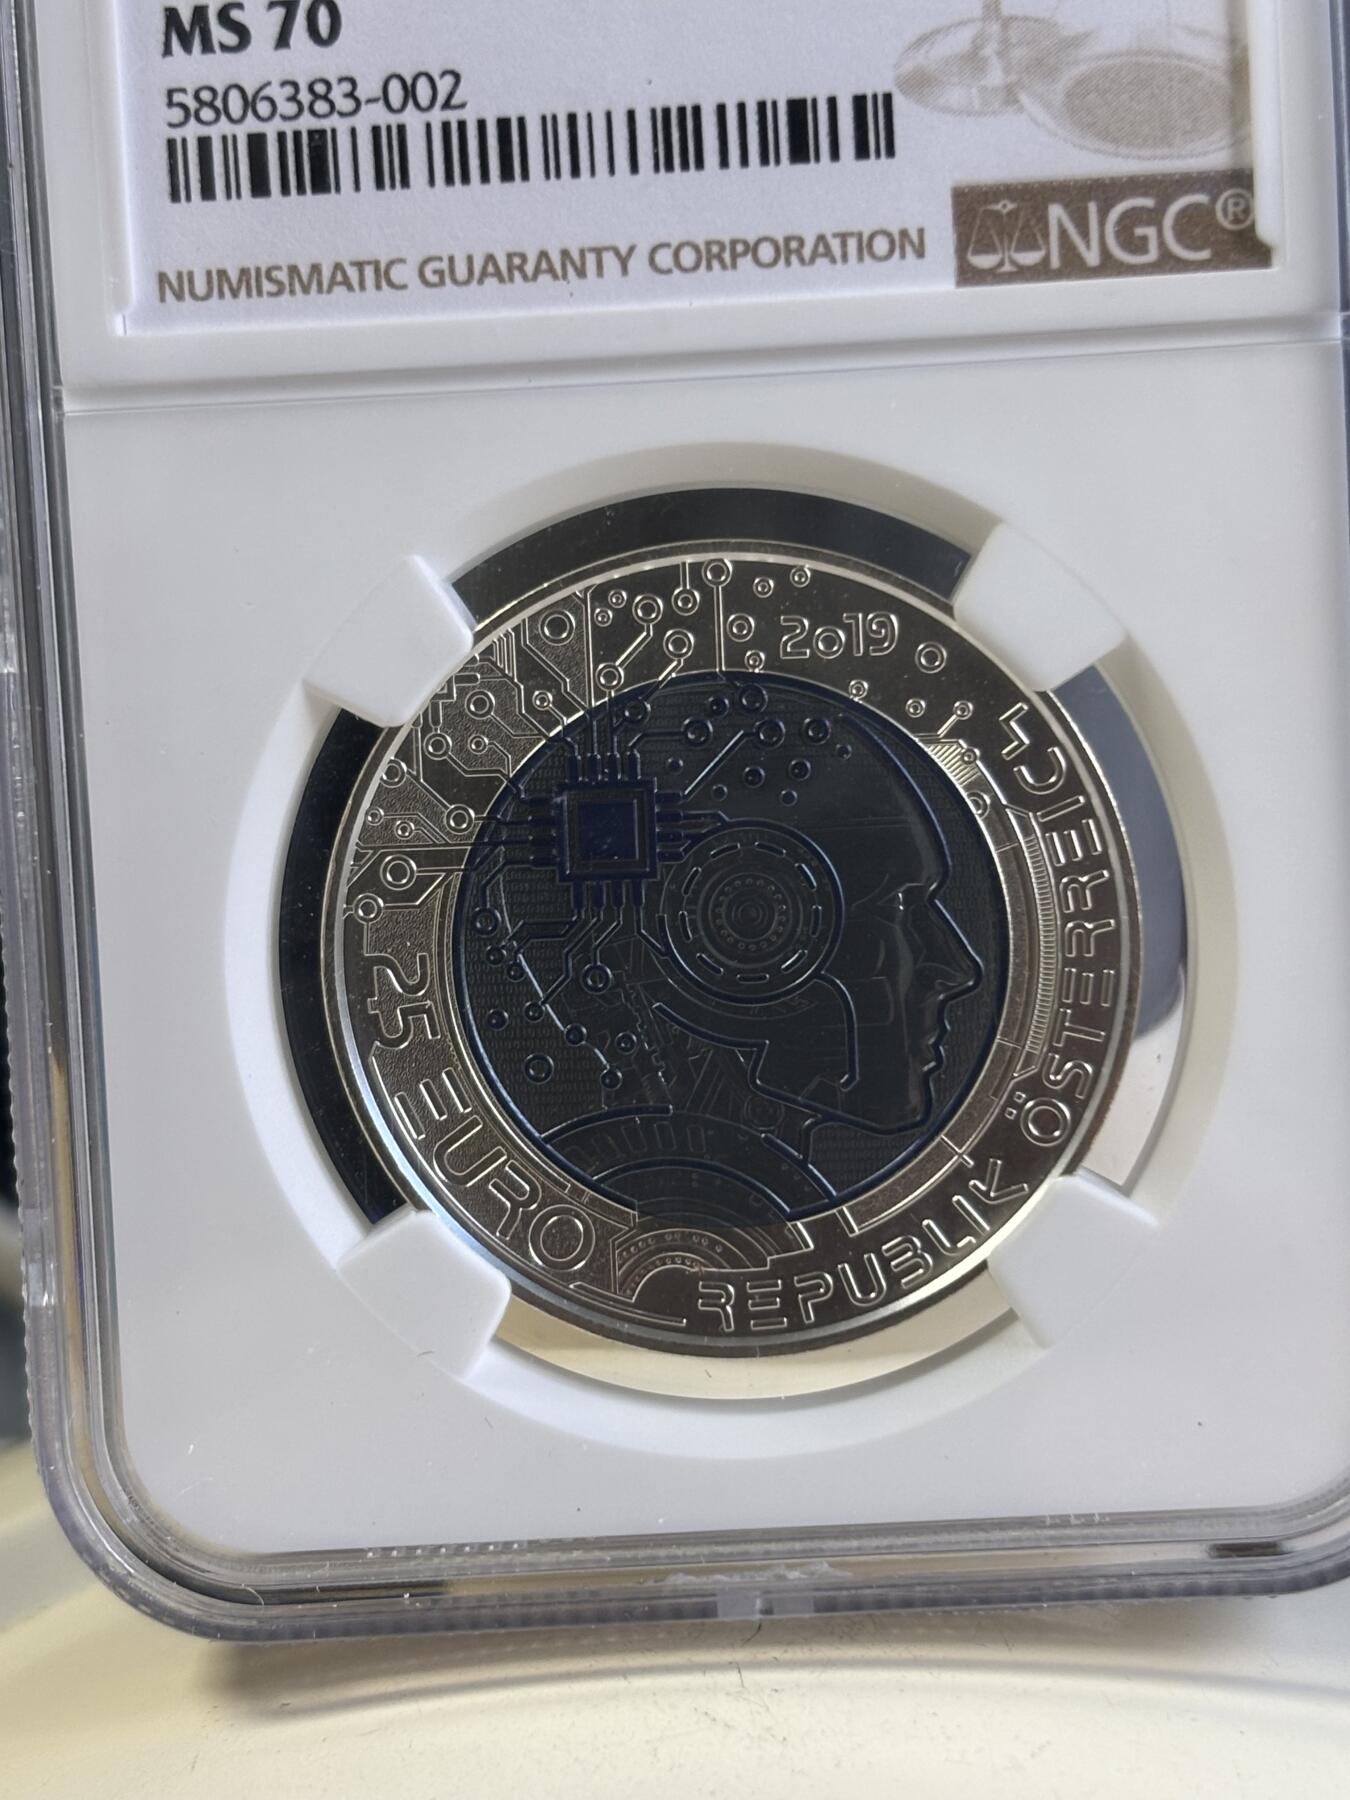 MS 70
5806383-002
NUMISMATIC GUARANTY CORPORATION
NGC®
2019
25 EURO
REPUBLIK ÖSTERREICH